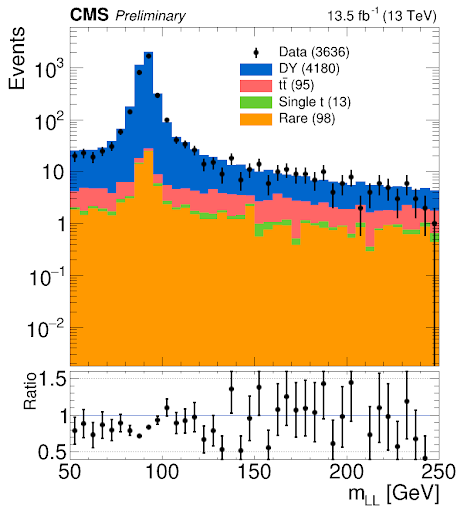 CMS Preliminary 13.5 fb⁻¹ (13 TeV)
Events
10³
10²
10
1
10⁻¹
10⁻²
Data (3636)
DY (4180)
tt̄ (95)
Single t (13)
Rare (98)
Ratio
1.5
1
0.5
50 100 150 200 250
m_LL [GeV]